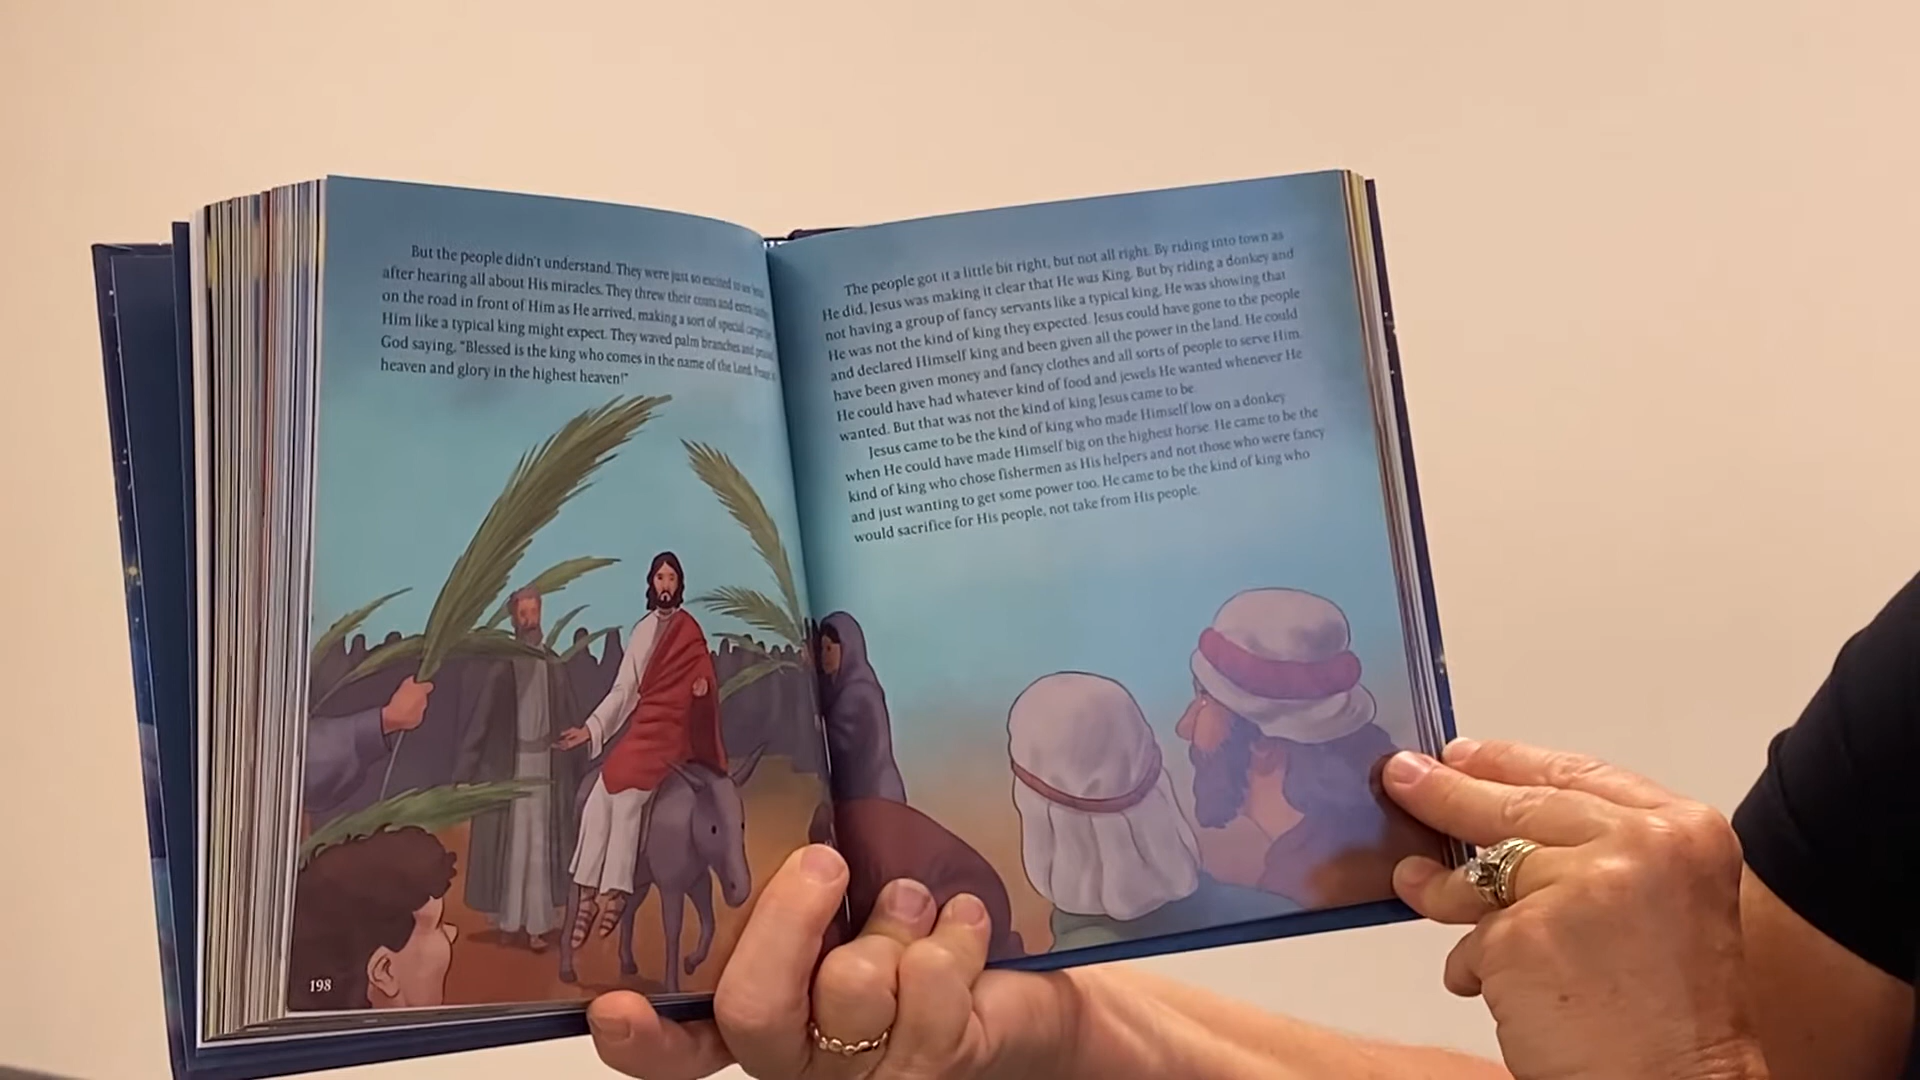 But the people didn't understand. They were just so excited to see Jesus
after hearing all about His miracles. They threw their coats and extra
on the road in front of Him as He arrived, making a sort of special carpet
Him like a typical king might expect. They waved palm branches and praised
God saying, "Blessed is the king who comes in the name of the Lord. Peace
heaven and glory in the highest heaven!"
198
The people got it a little bit right, but not all right. By riding into town as
He did, Jesus was making it clear that He was King. But by riding a donkey and
not having a group of fancy servants like a typical king, He was showing that
He was not the kind of king they expected. Jesus could have gone to the people
and declared Himself king and been given all the power in the land. He could
have been given money and fancy clothes and all sorts of people to serve Him.
He could have had whatever kind of food and jewels He wanted whenever He
wanted. But that was not the kind of king Jesus came to be.
Jesus came to be the kind of king who made Himself low on a donkey
when He could have made Himself big on the highest horse. He came to be the
kind of king who chose fishermen as His helpers and not those who were fancy
and just wanting to get some power too. He came to be the kind of king who
would sacrifice for His people, not take from His people.